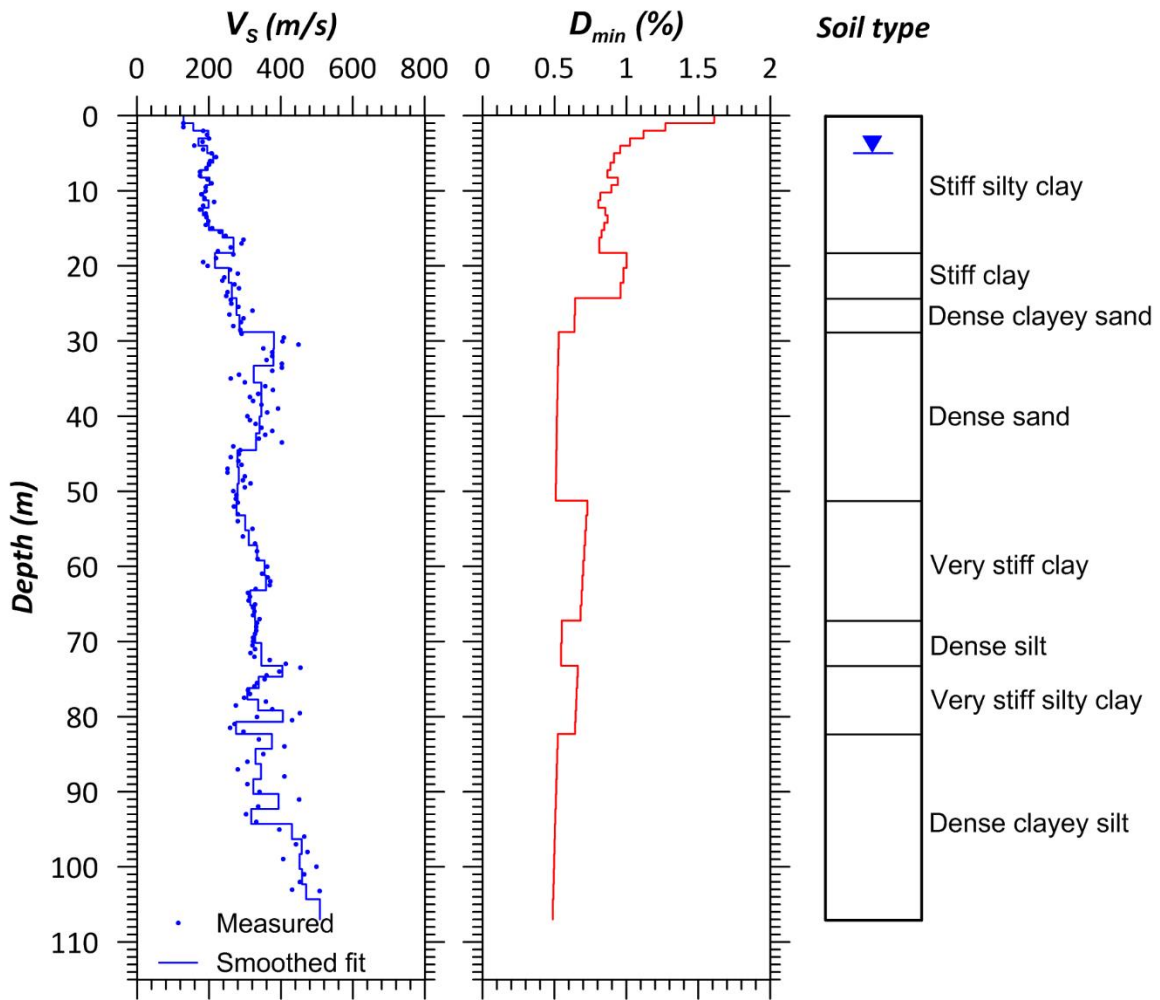 V_S (m/s)
D_min (%)
Soil type
0 200 400 600 800
0 0.5 1 1.5 2
0
10
20
30
40
50
60
70
80
90
100
110
Depth (m)
Stiff silty clay
Stiff clay
Dense clayey sand
Dense sand
Very stiff clay
Dense silt
Very stiff silty clay
Dense clayey silt
Measured
Smoothed fit